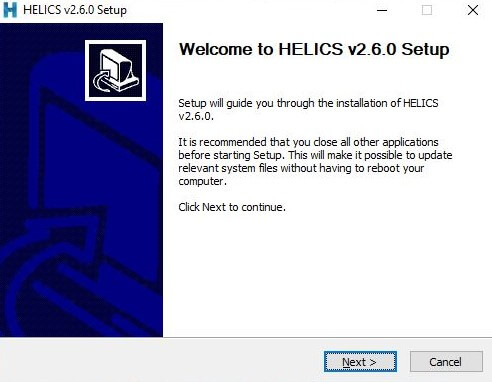 HELICS v2.6.0 Setup
Welcome to HELICS v2.6.0 Setup
Setup will guide you through the installation of HELICS
v2.6.0.
It is recommended that you close all other applications
before starting Setup. This will make it possible to update
relevant system files without having to reboot your
computer.
Click Next to continue.
Next >
Cancel